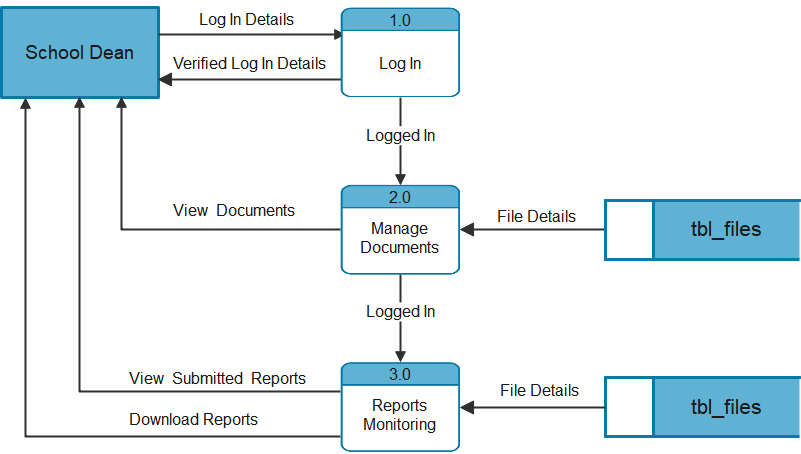 Log In Details
1.0
School Dean
Verified Log In Details
Log In
Logged In
2.0
View Documents
Manage
Documents
File Details
tbl_files
Logged In
3.0
View Submitted Reports
Download Reports
Reports
Monitoring
File Details
tbl_files